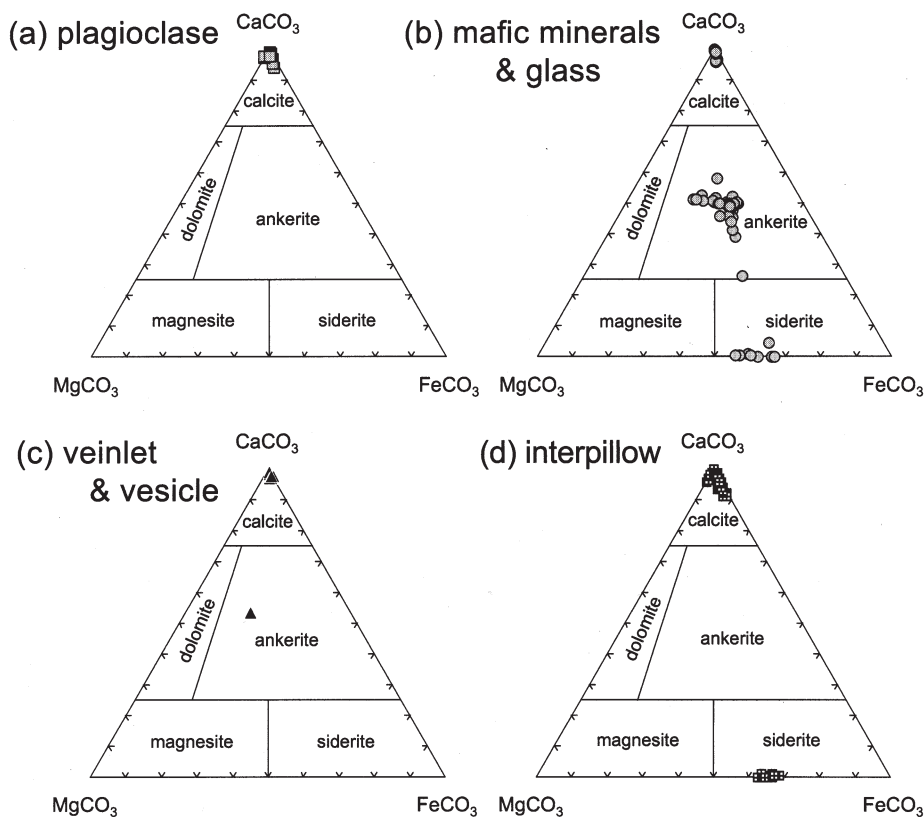 (a) plagioclase
CaCO3
calcite
dolomite
ankerite
magnesite
siderite
MgCO3
FeCO3
(b) mafic minerals
& glass
CaCO3
calcite
dolomite
ankerite
magnesite
siderite
MgCO3
FeCO3
(c) veinlet
& vesicle
CaCO3
calcite
dolomite
ankerite
magnesite
siderite
MgCO3
FeCO3
(d) interpillow
CaCO3
calcite
dolomite
ankerite
magnesite
siderite
MgCO3
FeCO3